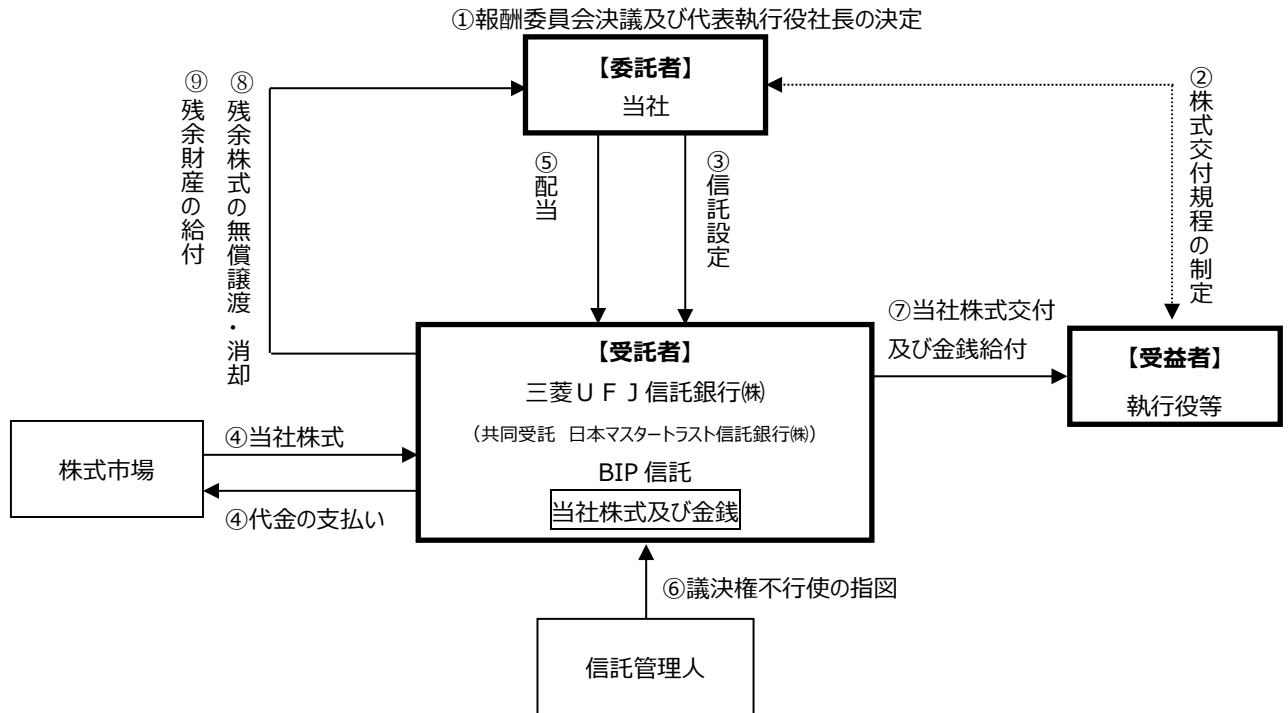 ①報酬委員会決議及び代表執行役社長の決定
【委託者】
当社
⑨残余財産の給付
⑧残余株式の無償譲渡・消却
⑤配当
③信託設定
②株式交付規程の制定
【受託者】
三菱ＵＦＪ信託銀行㈱
（共同受託　日本マスタートラスト信託銀行㈱）
BIP 信託
当社株式及び金銭
⑦当社株式交付
及び金銭給付
【受益者】
執行役等
株式市場
④当社株式
④代金の支払い
⑥議決権不行使の指図
信託管理人